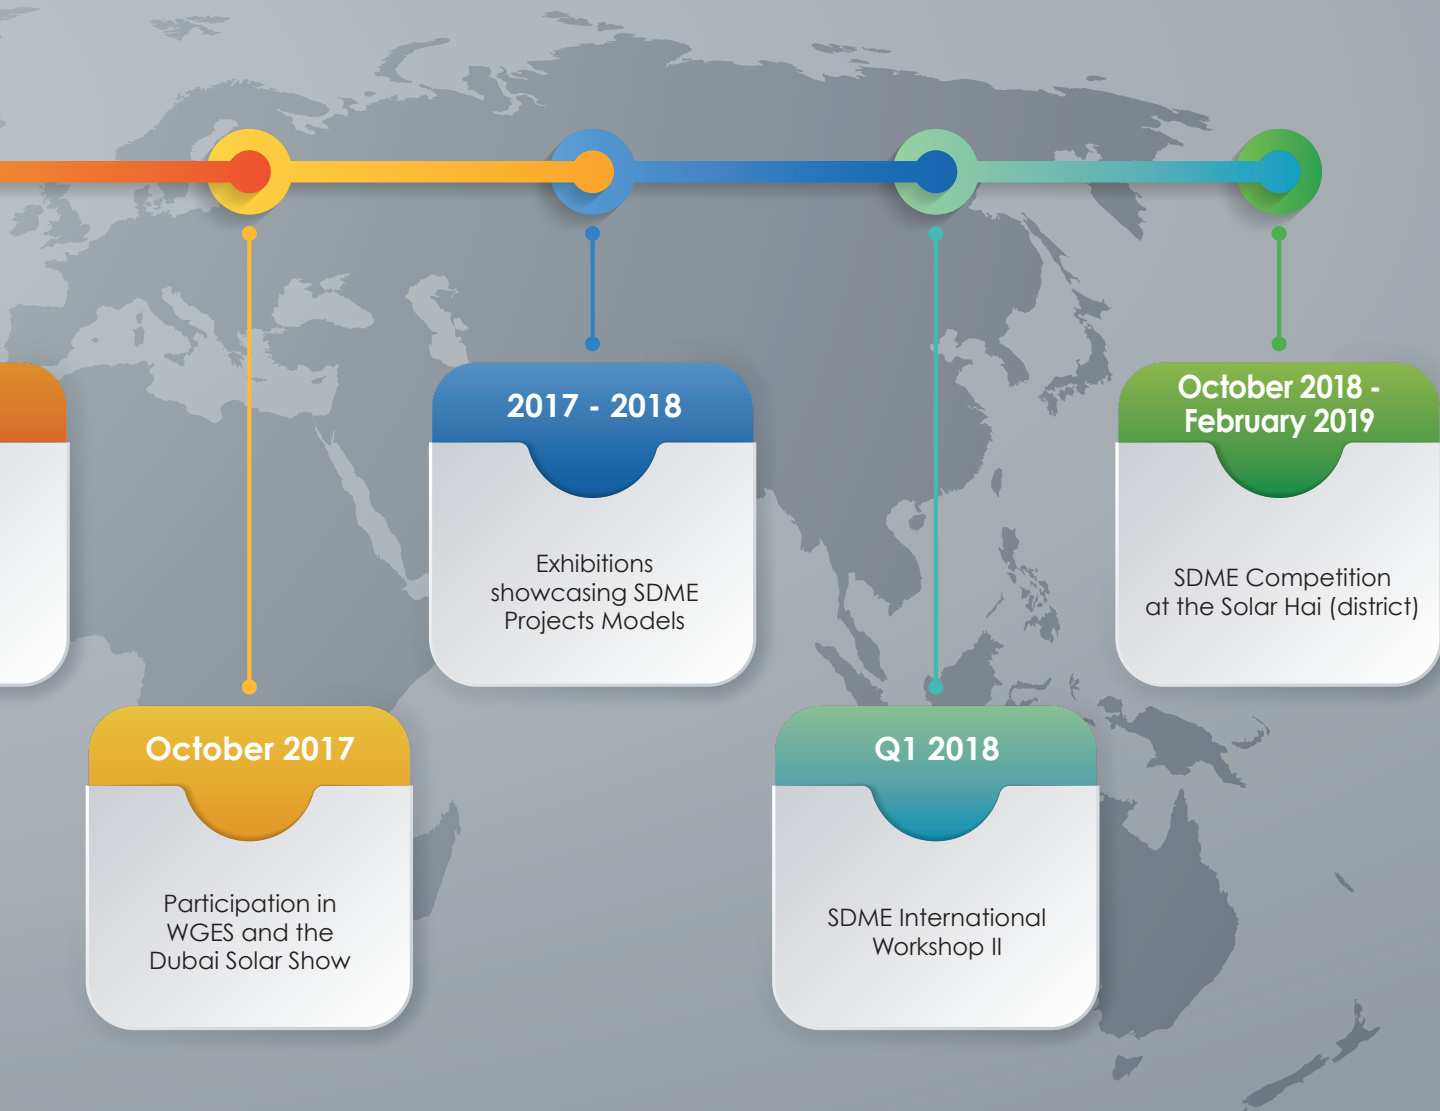 October 2017
Participation in
WGES and the
Dubai Solar Show
2017 - 2018
Exhibitions
showcasing SDME
Projects Models
Q1 2018
SDME International
Workshop II
October 2018 -
February 2019
SDME Competition
at the Solar Hai (district)